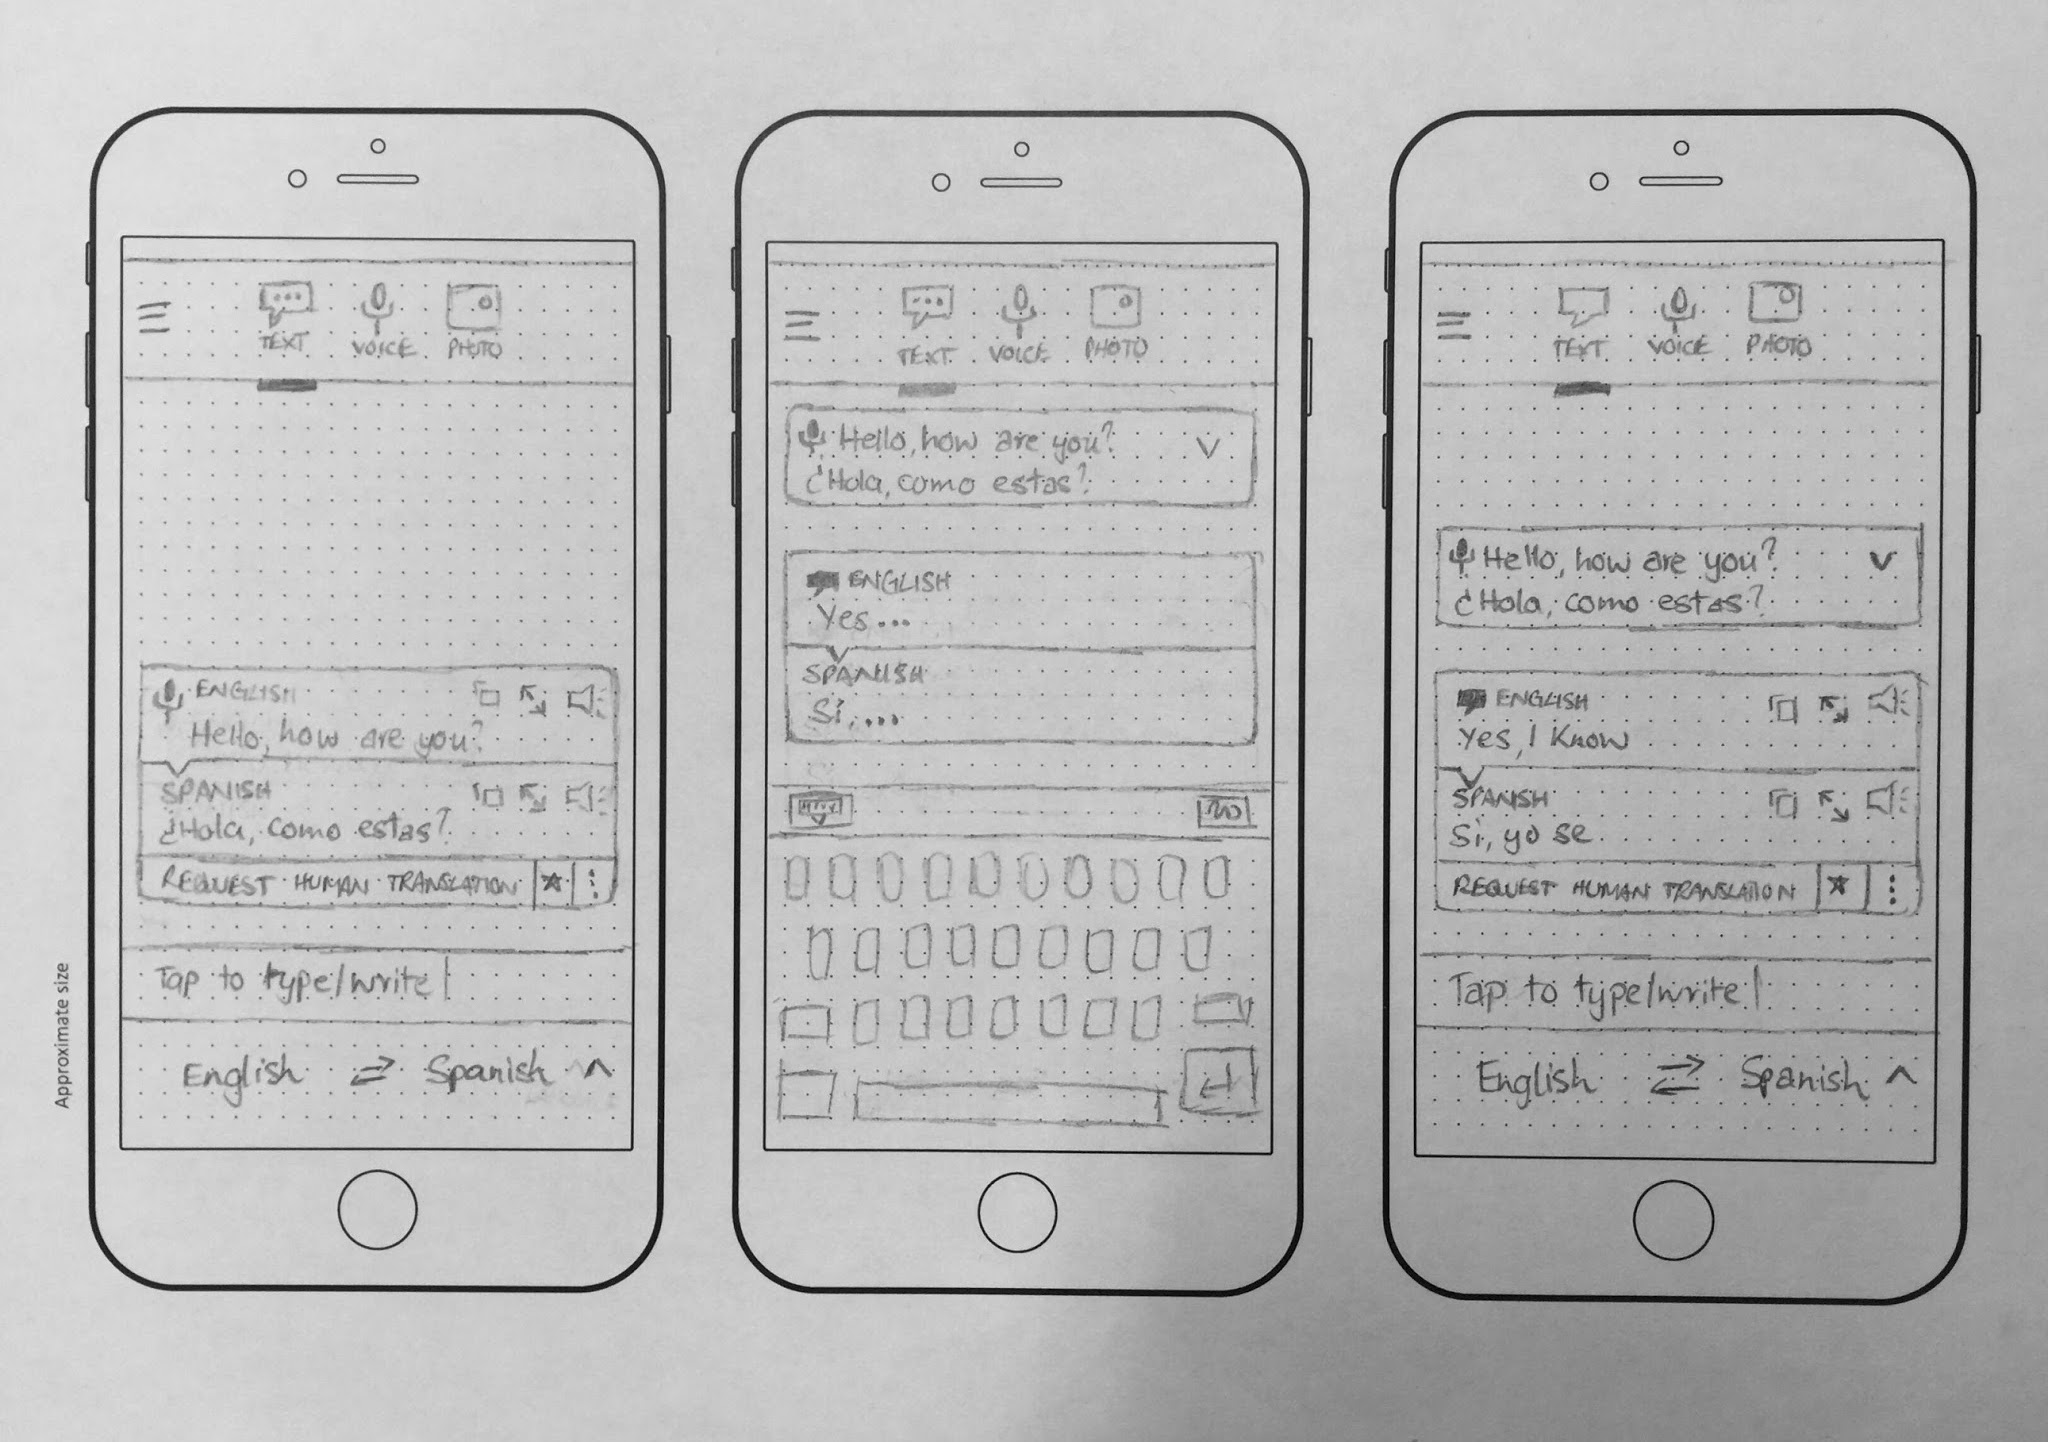 Approximate size
TEXT VOICE PHOTO
ENGLISH
Hello, how are you?
SPANISH
¿Hola, como estas?
REQUEST HUMAN TRANSLATION
Tap to type/write
English Spanish
TEXT VOICE PHOTO
Hello, how are you?
¿Hola, como estas?
ENGLISH
Yes...
SPANISH
Si,...
TEXT VOICE PHOTO
Hello, how are you?
¿Hola, como estas?
ENGLISH
Yes, I Know
SPANISH
Si, yo se
REQUEST HUMAN TRANSLATION
Tap to type/write
English Spanish